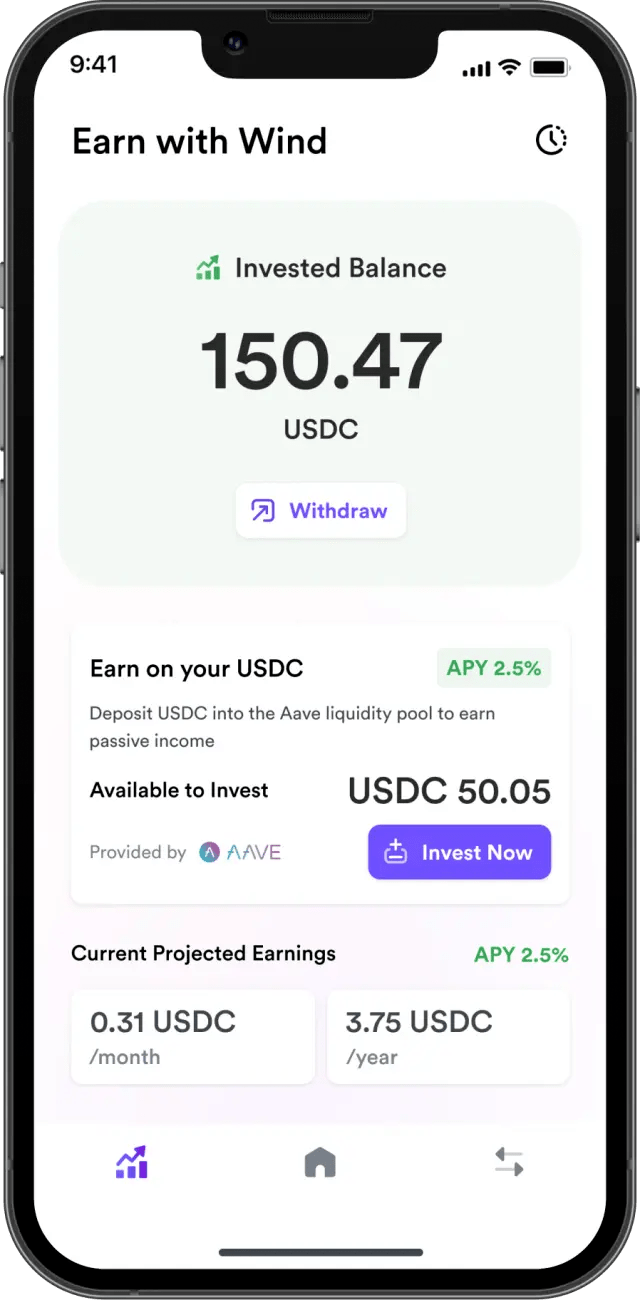 9:41
Earn with Wind
Invested Balance
150.47
USDC
Withdraw
Earn on your USDC
APY 2.5%
Deposit USDC into the Aave liquidity pool to earn
passive income
Available to Invest
USDC 50.05
Provided by AAVE
Invest Now
Current Projected Earnings
APY 2.5%
0.31 USDC
/month
3.75 USDC
/year